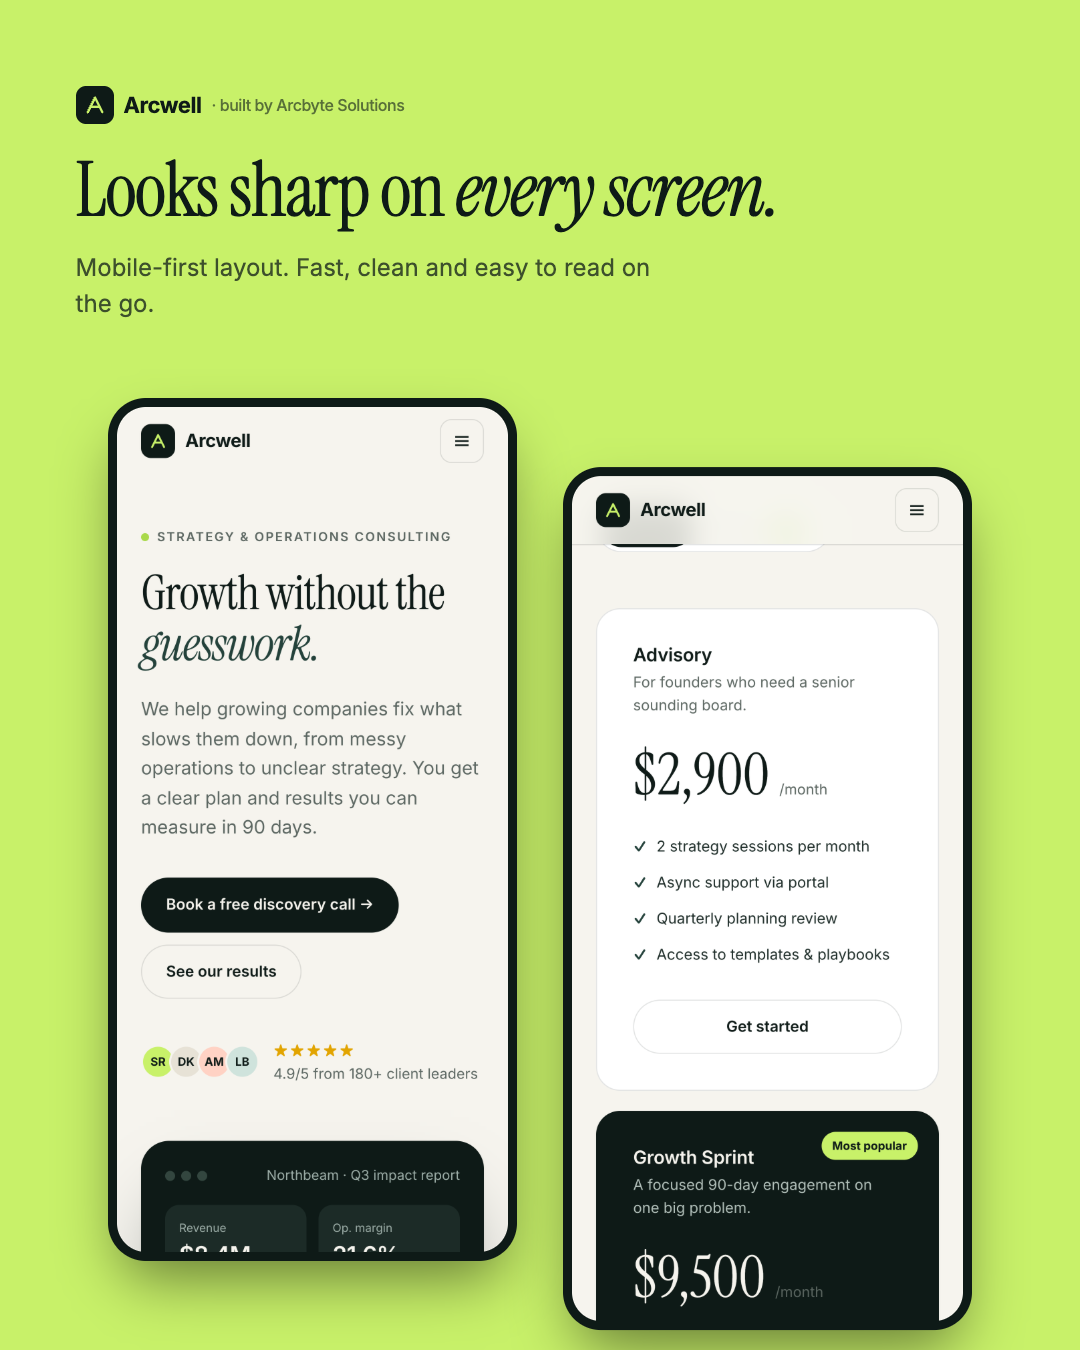 Arcwell · built by Arcbyte Solutions
Looks sharp on every screen.
Mobile-first layout. Fast, clean and easy to read on
the go.
Arcwell
STRATEGY & OPERATIONS CONSULTING
Growth without the
guesswork.
We help growing companies fix what
slows them down, from messy
operations to unclear strategy. You get
a clear plan and results you can
measure in 90 days.
Book a free discovery call →
See our results
SR DK AM LB
★★★★★
4.9/5 from 180+ client leaders
Northbeam · Q3 impact report
Revenue
Op. margin
Arcwell
Advisory
For founders who need a senior
sounding board.
$2,900 /month
✓ 2 strategy sessions per month
✓ Async support via portal
✓ Quarterly planning review
✓ Access to templates & playbooks
Get started
Most popular
Growth Sprint
A focused 90-day engagement on
one big problem.
$9,500 /month